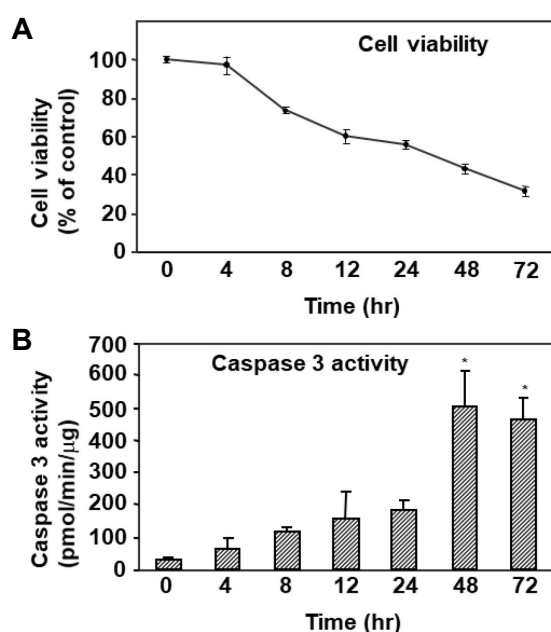 A
Cell viability
Cell viability
(% of control)
100
80
60
40
20
0
0 4 8 12 24 48 72
Time (hr)
B
Caspase 3 activity
Caspase 3 activity
(pmol/min/µg)
700
600
500
400
300
200
100
0
* *
0 4 8 12 24 48 72
Time (hr)